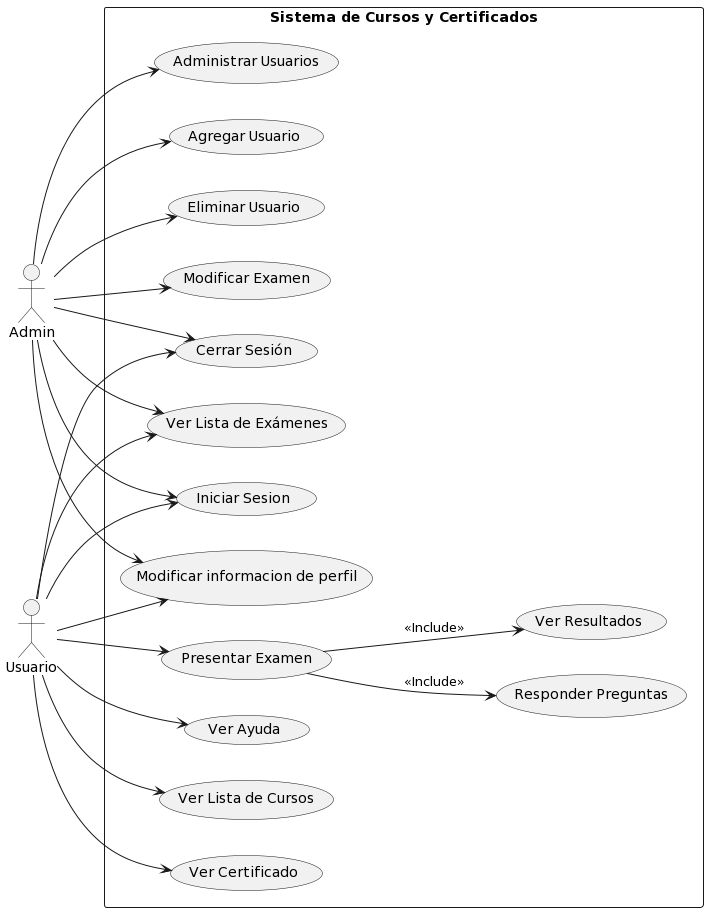 Sistema de Cursos y Certificados
Administrar Usuarios
Agregar Usuario
Eliminar Usuario
Modificar Examen
Admin
Cerrar Sesión
Ver Lista de Exámenes
Iniciar Sesion
Modificar informacion de perfil
«Include»
Ver Resultados
Presentar Examen
Usuario
«Include»
Responder Preguntas
Ver Ayuda
Ver Lista de Cursos
Ver Certificado